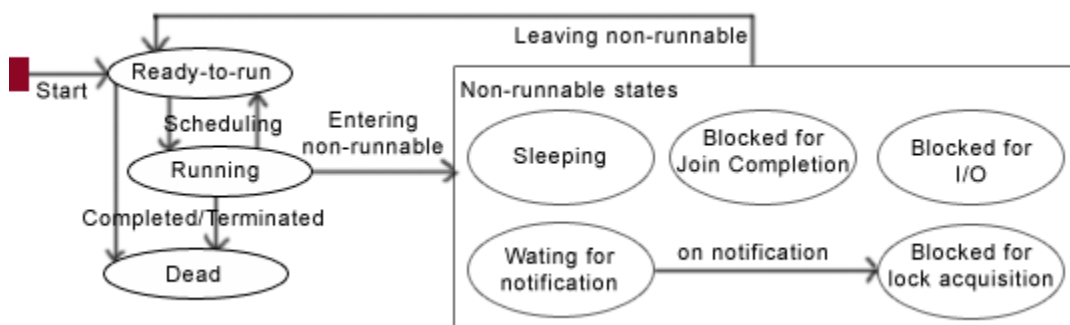 Leaving non-runnable
Ready-to-run
Start
Non-runnable states
Scheduling
Entering
non-runnable
Sleeping
Blocked for
Join Completion
Blocked for
I/O
Running
Completed/Terminated
Wating for
notification
on notification
Blocked for
lock acquisition
Dead